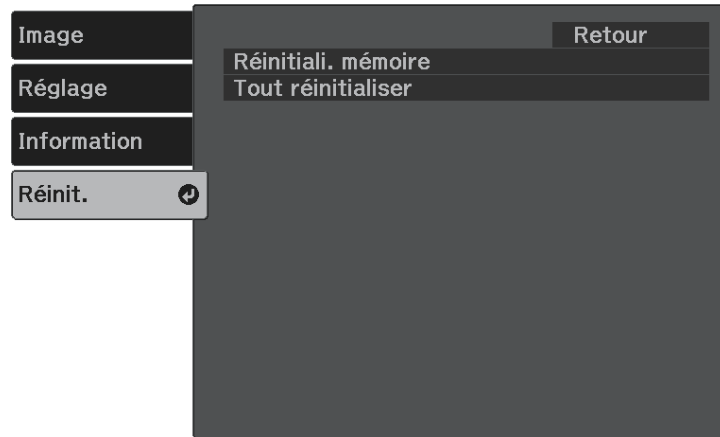 Image
Réglage
Information
Réinit.
Retour
Réinitiali. mémoire
Tout réinitialiser